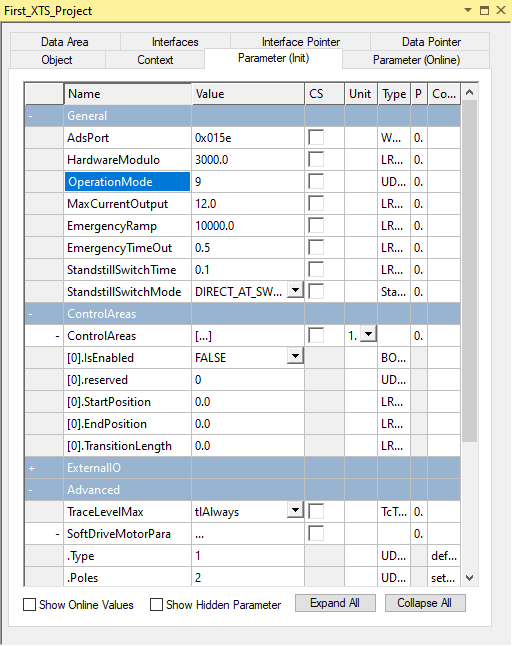 First_XTS_Project
Data Area Interfaces Interface Pointer Data Pointer
Object Context Parameter (Init) Parameter (Online)
Name Value CS Unit Type P Co...
- General
AdsPort 0x015e W... 0.
HardwareModulo 3000.0 LR... 0.
OperationMode 9 UD... 0.
MaxCurrentOutput 12.0 LR... 0.
EmergencyRamp 10000.0 LR... 0.
EmergencyTimeOut 0.5 LR... 0.
StandstillSwitchTime 0.1 LR... 0.
StandstillSwitchMode DIRECT_AT_SW... Sta... 0.
- ControlAreas
- ControlAreas [...] 1. 0.
[0].IsEnabled FALSE BO...
[0].reserved 0 UD...
[0].StartPosition 0.0 LR...
[0].EndPosition 0.0 LR...
[0].TransitionLength 0.0 LR...
+ ExternalIO
- Advanced
TraceLevelMax tlAlways TcT... 0.
- SoftDriveMotorPara ... 0.
.Type 1 UD... def...
.Poles 2 UD... set...
Show Online Values Show Hidden Parameter Expand All Collapse All